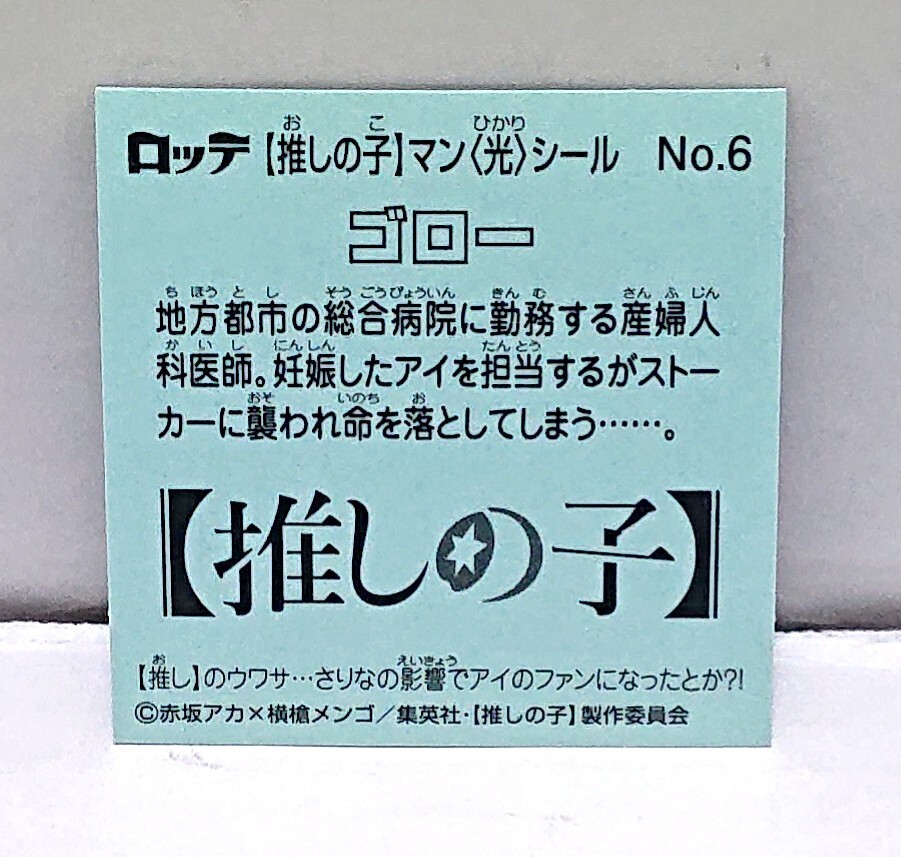 ロッテ【推しの子】マン〈光〉シール No.6
ゴロー
地方都市の総合病院に勤務する産婦人
科医師。妊娠したアイを担当するがストー
カーに襲われ命を落としてしまう……。
【推しの子】
【推し】のウワサ…さりなの影響でアイのファンになったとか?!
©赤坂アカ×横槍メンゴ/集英社・【推しの子】製作委員会